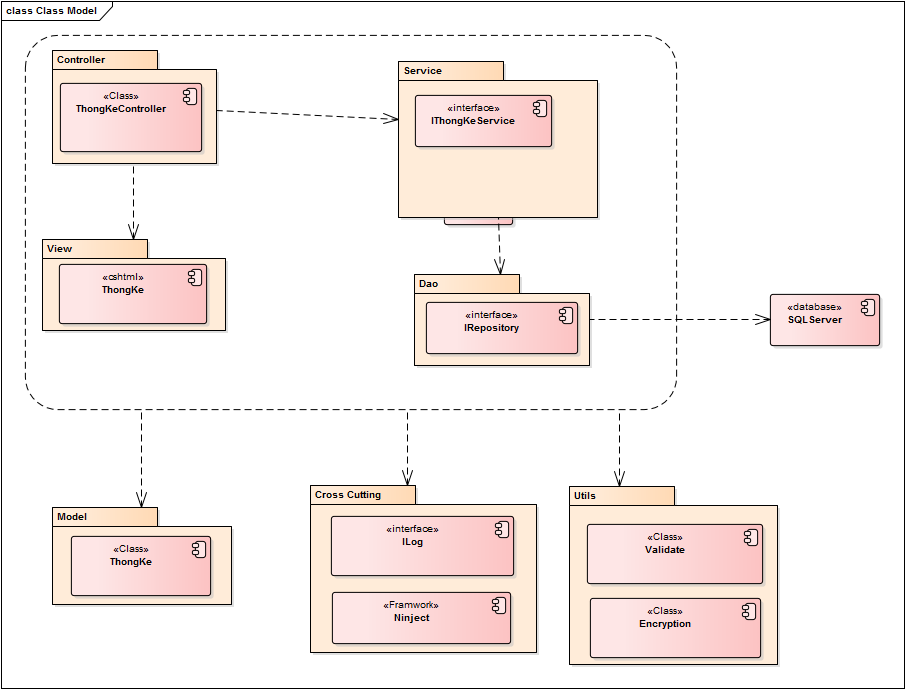 class Class Model
Controller
«Class»
ThongKeController
Service
«interface»
IThongKeService
View
«cshtml»
ThongKe
Dao
«interface»
IRepository
«database»
SQLServer
Model
«Class»
ThongKe
Cross Cutting
«interface»
ILog
«Framwork»
Ninject
Utils
«Class»
Validate
«Class»
Encryption